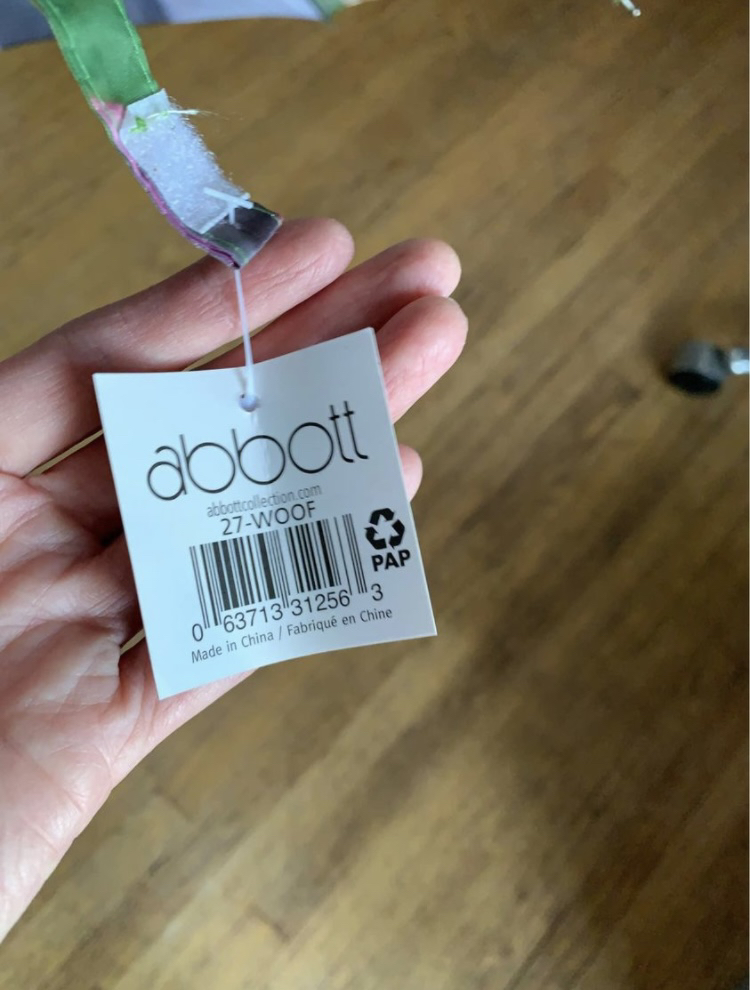 abbott
abbottcollection.com
27-WOOF
PAP
0 63713 31256 3
Made in China / Fabriqué en Chine